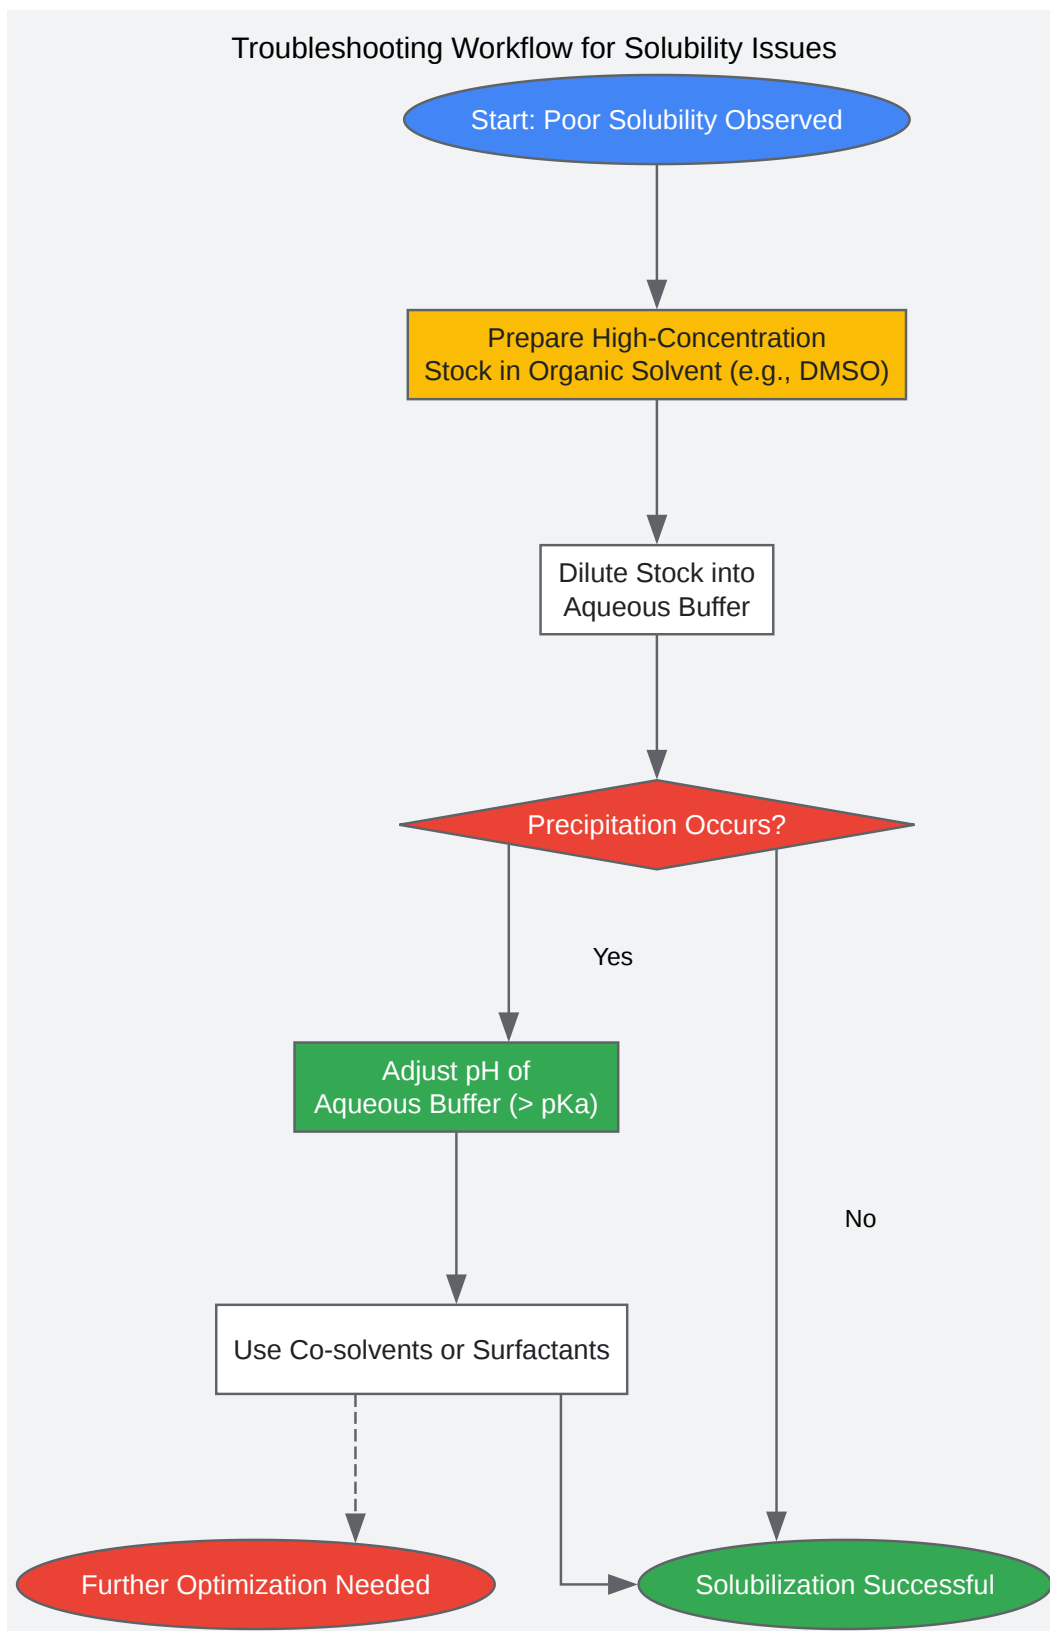 Troubleshooting Workflow for Solubility Issues
Start: Poor Solubility Observed
Prepare High-Concentration
Stock in Organic Solvent (e.g., DMSO)
Dilute Stock into
Aqueous Buffer
Precipitation Occurs?
Yes
Adjust pH of
Aqueous Buffer (> pKa)
No
Use Co-solvents or Surfactants
Further Optimization Needed
Solubilization Successful